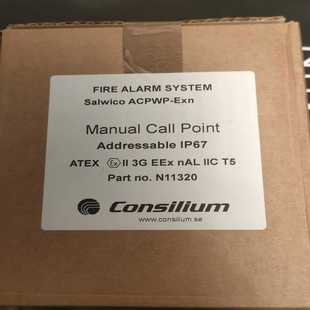 FIRE ALARM SYSTEM
Salwico ACPWP-Exn
Manual Call Point
Addressable IP67
ATEX Ex II 3G EEx nAL IIC T5
Part no. N11320
Consilium
www.consilium.se